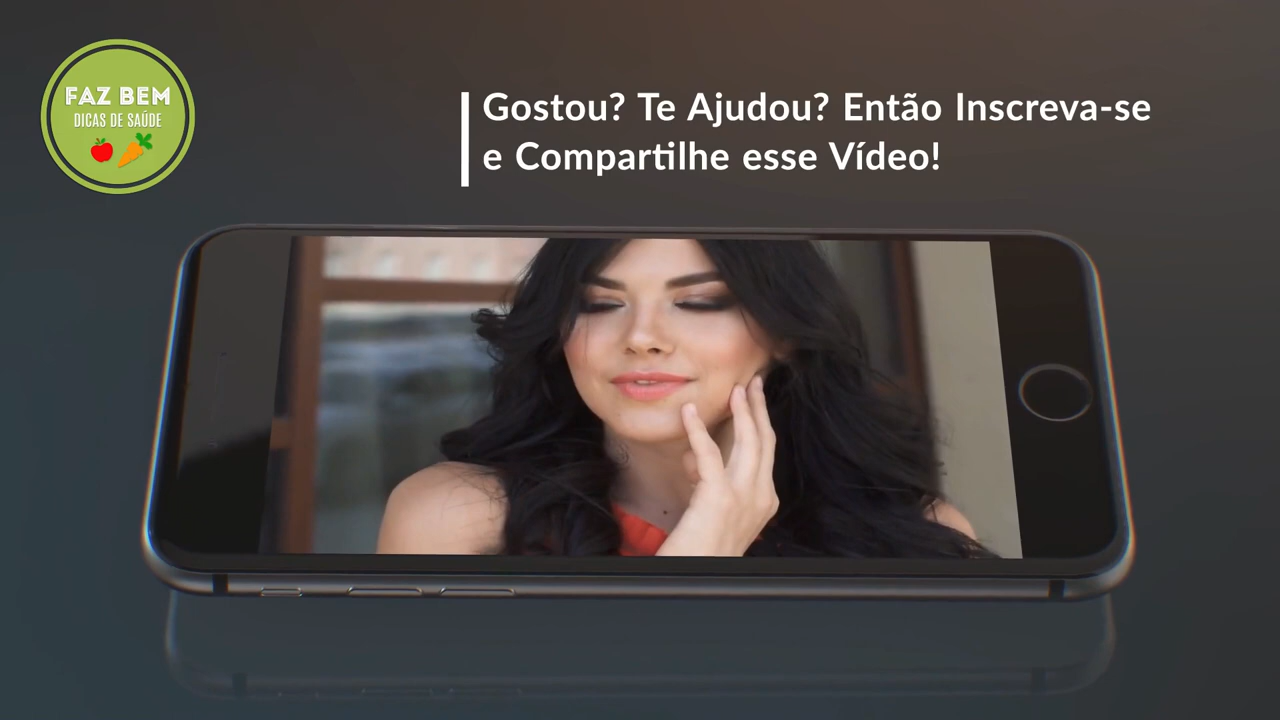 FAZ BEM
DICAS DE SAÚDE
Gostou? Te Ajudou? Então Inscreva-se
e Compartilhe esse Vídeo!